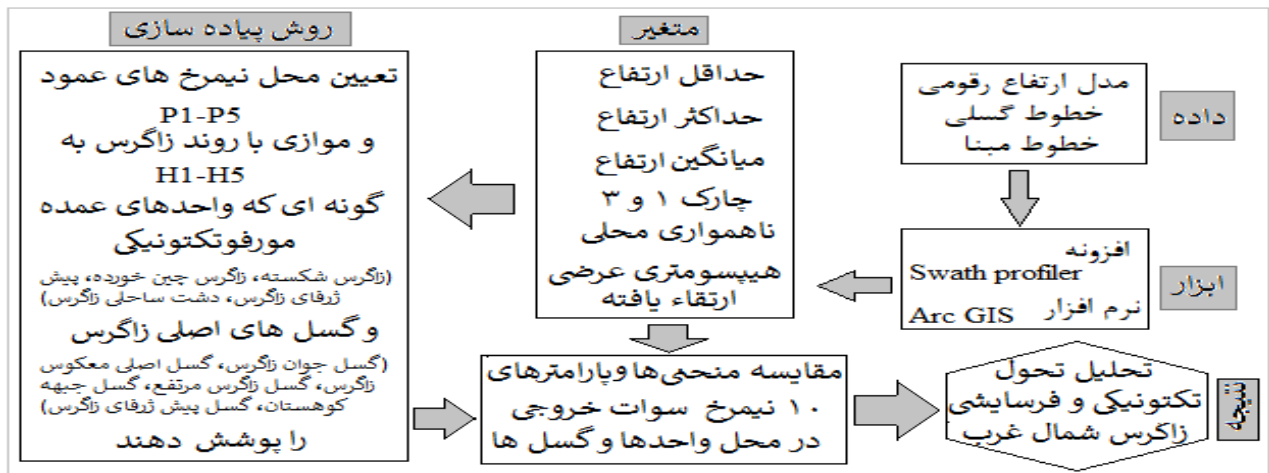 داده
مدل ارتفاع رقومی
خطوط گسلی
خطوط مبنا
ابزار
افزونه
Swath profiler
نرم افزار Arc GIS
متغیر
حداقل ارتفاع
حداکثر ارتفاع
میانگین ارتفاع
چارک ۱ و ۳
ناهمواری محلی
هیپسومتری عرضی
ارتقاء یافته
روش پیاده سازی
تعیین محل نیمرخ های عمود
P1-P5
و موازی با روند زاگرس به
H1-H5
گونه ای که واحدهای عمده
مورفوتکتونیکی
(زاگرس شکسته، زاگرس چین خورده، پیش
ژرفای زاگرس، دشت ساحلی زاگرس)
و گسل های اصلی زاگرس
(گسل جوان زاگرس، گسل اصلی معکوس
زاگرس، گسل زاگرس مرتفع، گسل جبهه
کوهستان، گسل پیش ژرفای زاگرس)
را پوشش دهند
مقایسه منحنی‌ها وپارامترهای
۱۰ نیمرخ سوات خروجی
در محل واحدها و گسل ها
نتیجه
تحلیل تحول
تکتونیکی و فرسایشی
زاگرس شمال غرب